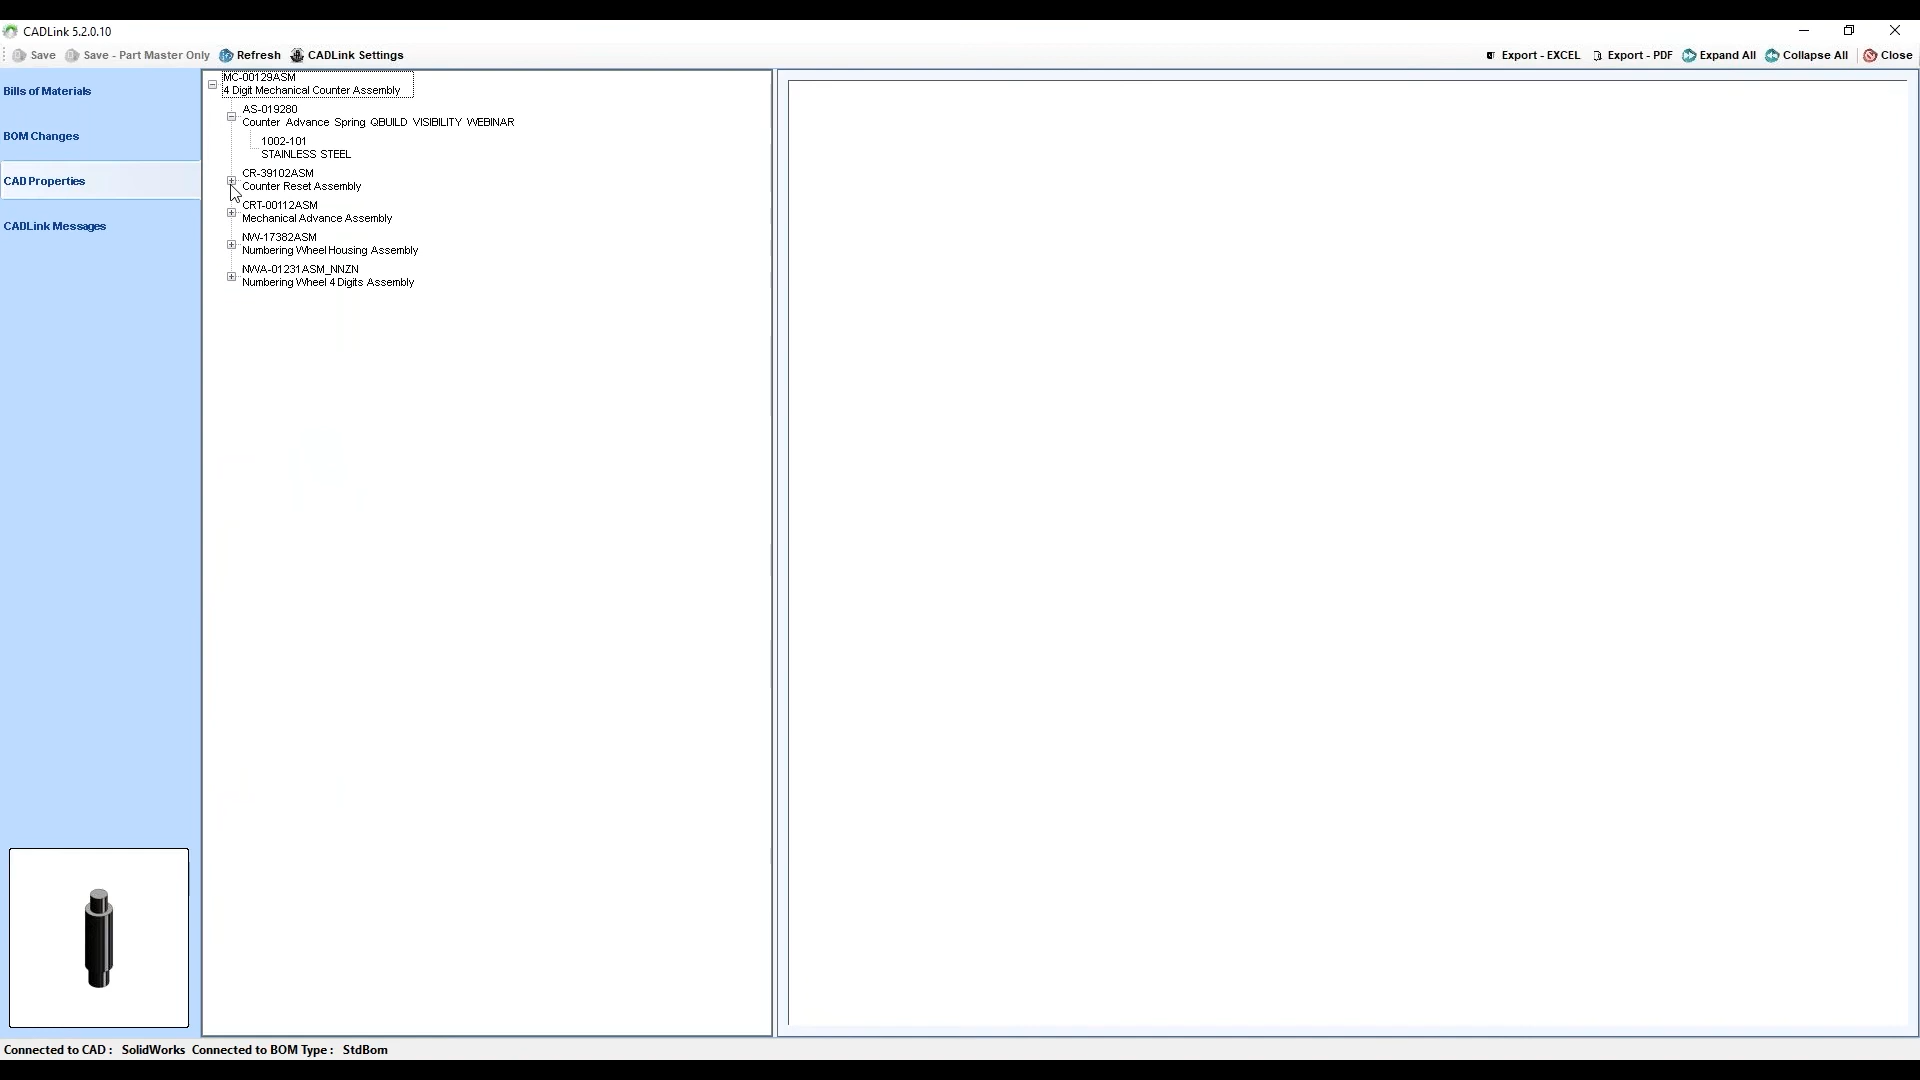 CADLink 5.2.0.10
Save Save - Part Master Only Refresh CADLink Settings Export - EXCEL Export - PDF Expand All Collapse All Close
Bills of Materials
BOM Changes
CAD Properties
CADLink Messages
MC-00129ASM
4 Digit Mechanical Counter Assembly
AS-019280
Counter Advance Spring QBUILD VISIBILITY WEBINAR
1002-101
STAINLESS STEEL
CR-39102ASM
Counter Reset Assembly
CRT-00112ASM
Mechanical Advance Assembly
NW-17382ASM
Numbering Wheel Housing Assembly
NWA-01231ASM_NNZN
Numbering Wheel 4 Digits Assembly
Connected to CAD : SolidWorks Connected to BOM Type : StdBom